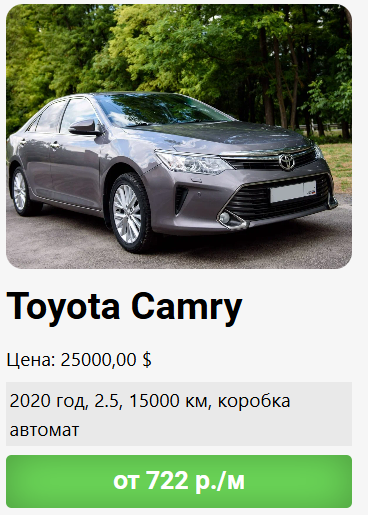 Toyota Camry
Цена: 25000,00 $
2020 год, 2.5, 15000 км, коробка
автомат
от 722 р./м